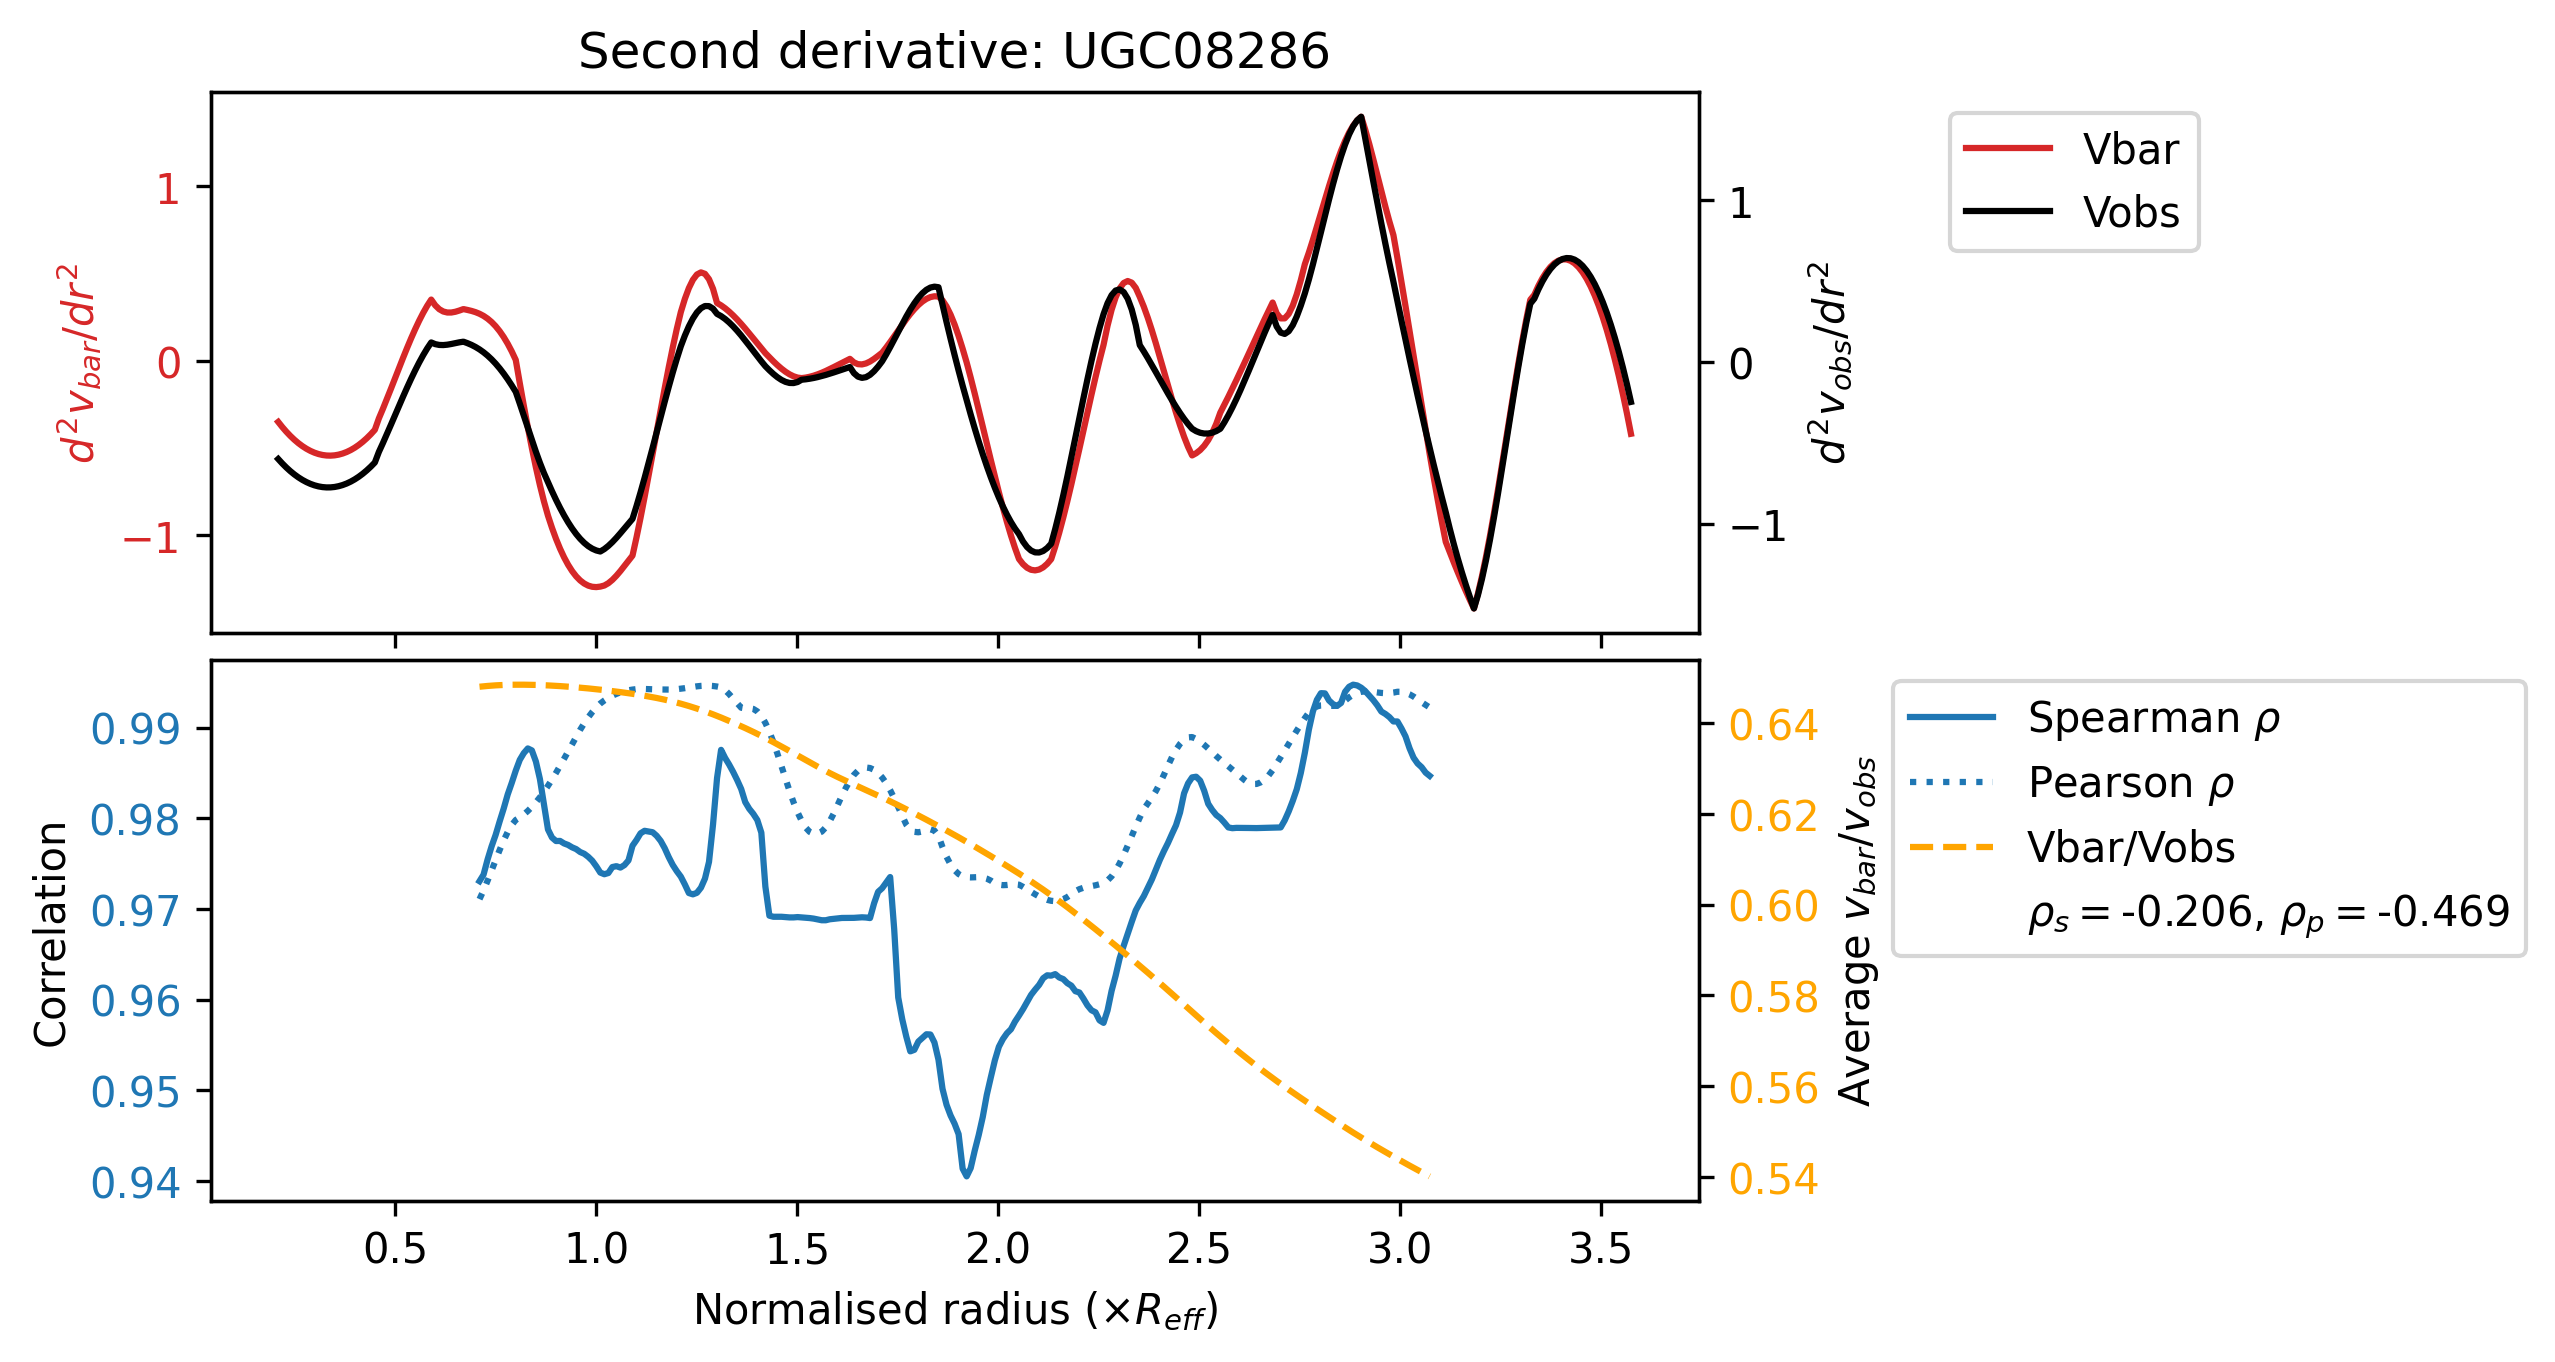 Second derivative: UGC08286
d²v_bar/dr²
1
0
−1
d²v_obs/dr²
1
0
−1
Vbar
Vobs
Correlation
0.99
0.98
0.97
0.96
0.95
0.94
Average v_bar/v_obs
0.64
0.62
0.60
0.58
0.56
0.54
Spearman ρ
Pearson ρ
Vbar/Vobs
ρ_s = -0.206, ρ_p = -0.469
0.5 1.0 1.5 2.0 2.5 3.0 3.5
Normalised radius (×R_eff)